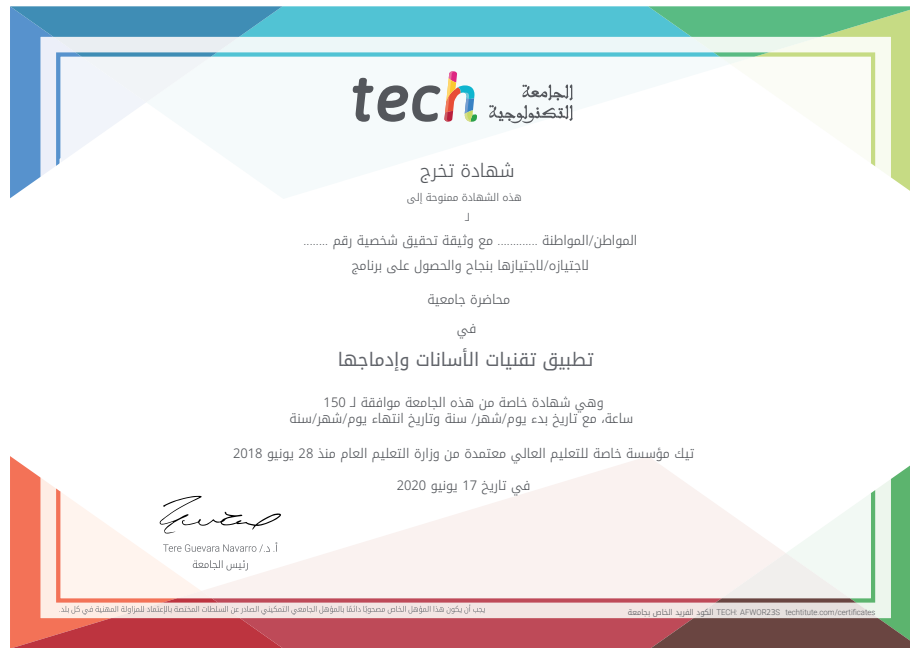 tech الجامعة
التكنولوجية
شهادة تخرج
هذه الشهادة ممنوحة إلى
لـ
المواطن/المواطنة ............ مع وثيقة تحقيق شخصية رقم ........
لاجتيازه/لاجتيازها بنجاح والحصول على برنامج
محاضرة جامعية
في
تطبيق تقنيات الأسانات وإدماجها
وهي شهادة خاصة من هذه الجامعة موافقة لـ 150
ساعة، مع تاريخ بدء يوم/شهر/ سنة وتاريخ انتهاء يوم/شهر/سنة
تيك مؤسسة خاصة للتعليم العالي معتمدة من وزارة التعليم العام منذ 28 يونيو 2018
في تاريخ 17 يونيو 2020
أ. د./ Tere Guevara Navarro
رئيس الجامعة
يجب أن يكون هذا المؤهل الخاص مصحوبًا دائمًا بالمؤهل الجامعي التمكيني الصادر عن السلطات المختصة بالإعتماد للمزاولة المهنية في كل بلد.
الكود الفريد الخاص بجامعة TECH: AFWOR23S techtitute.com/certificates